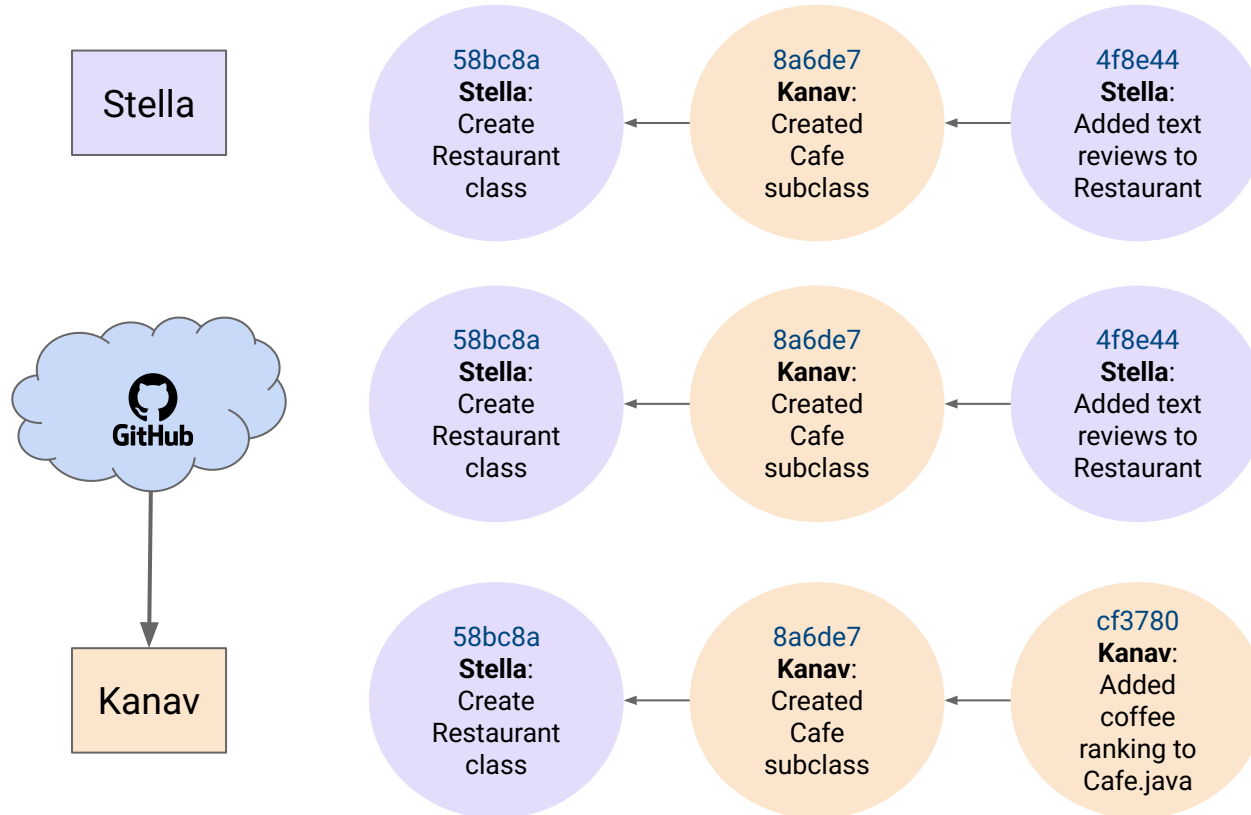 Stella
58bc8a
Stella:
Create
Restaurant
class
8a6de7
Kanav:
Created
Cafe
subclass
4f8e44
Stella:
Added text
reviews to
Restaurant
GitHub
58bc8a
Stella:
Create
Restaurant
class
8a6de7
Kanav:
Created
Cafe
subclass
4f8e44
Stella:
Added text
reviews to
Restaurant
Kanav
58bc8a
Stella:
Create
Restaurant
class
8a6de7
Kanav:
Created
Cafe
subclass
cf3780
Kanav:
Added
coffee
ranking to
Cafe.java